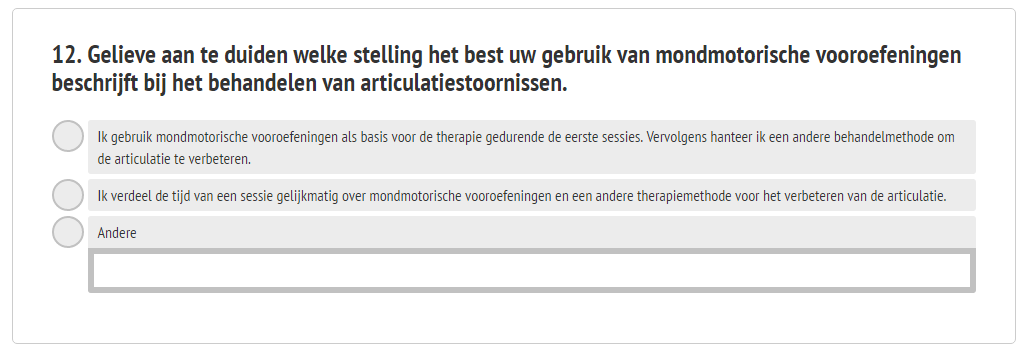 12. Gelieve aan te duiden welke stelling het best uw gebruik van mondmotorische vooroefeningen
beschrijft bij het behandelen van articulatiestoornissen.
Ik gebruik mondmotorische vooroefeningen als basis voor de therapie gedurende de eerste sessies. Vervolgens hanteer ik een andere behandelmethode om
de articulatie te verbeteren.
Ik verdeel de tijd van een sessie gelijkmatig over mondmotorische vooroefeningen en een andere therapiemethode voor het verbeteren van de articulatie.
Andere